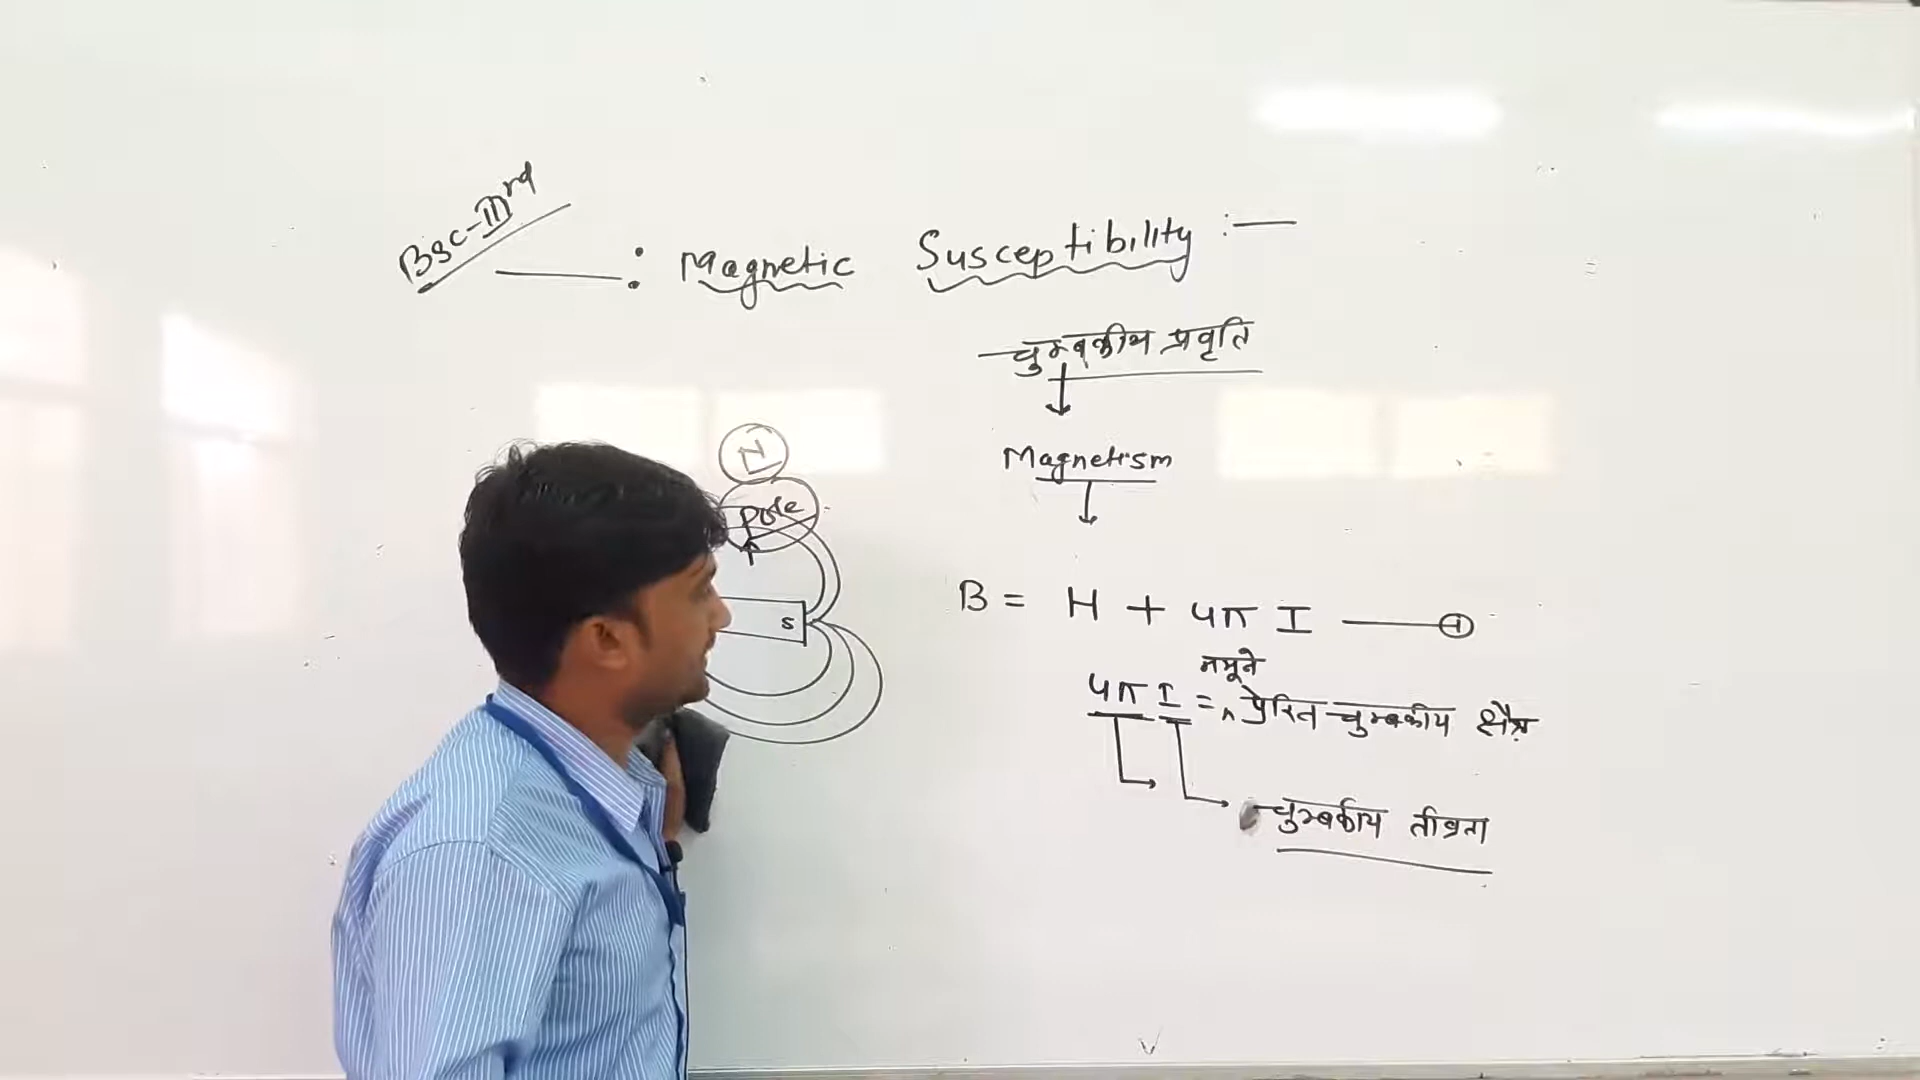 Bsc-IIIrd
: Magnetic Susceptibility :—
चुम्बकीय प्रवृति
Magnetism
N
Pole
S
B = H + 4π I — 1
नमूने
4π I = प्रेरित चुम्बकीय क्षेत्र
चुम्बकीय तीव्रता